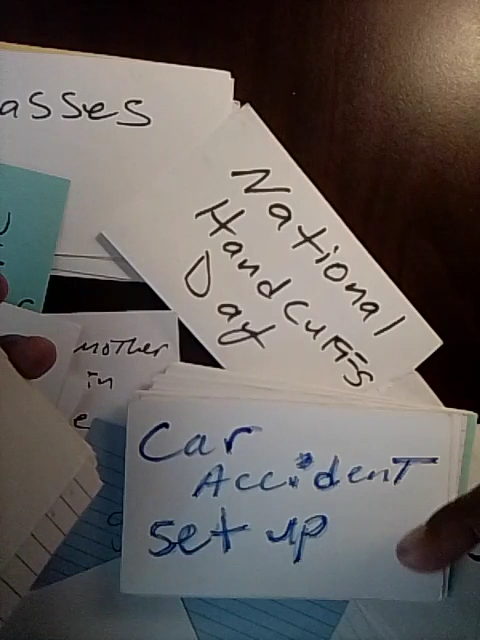 asses
National
Handcuffs
Day
mother
in
Car
Accident
set up